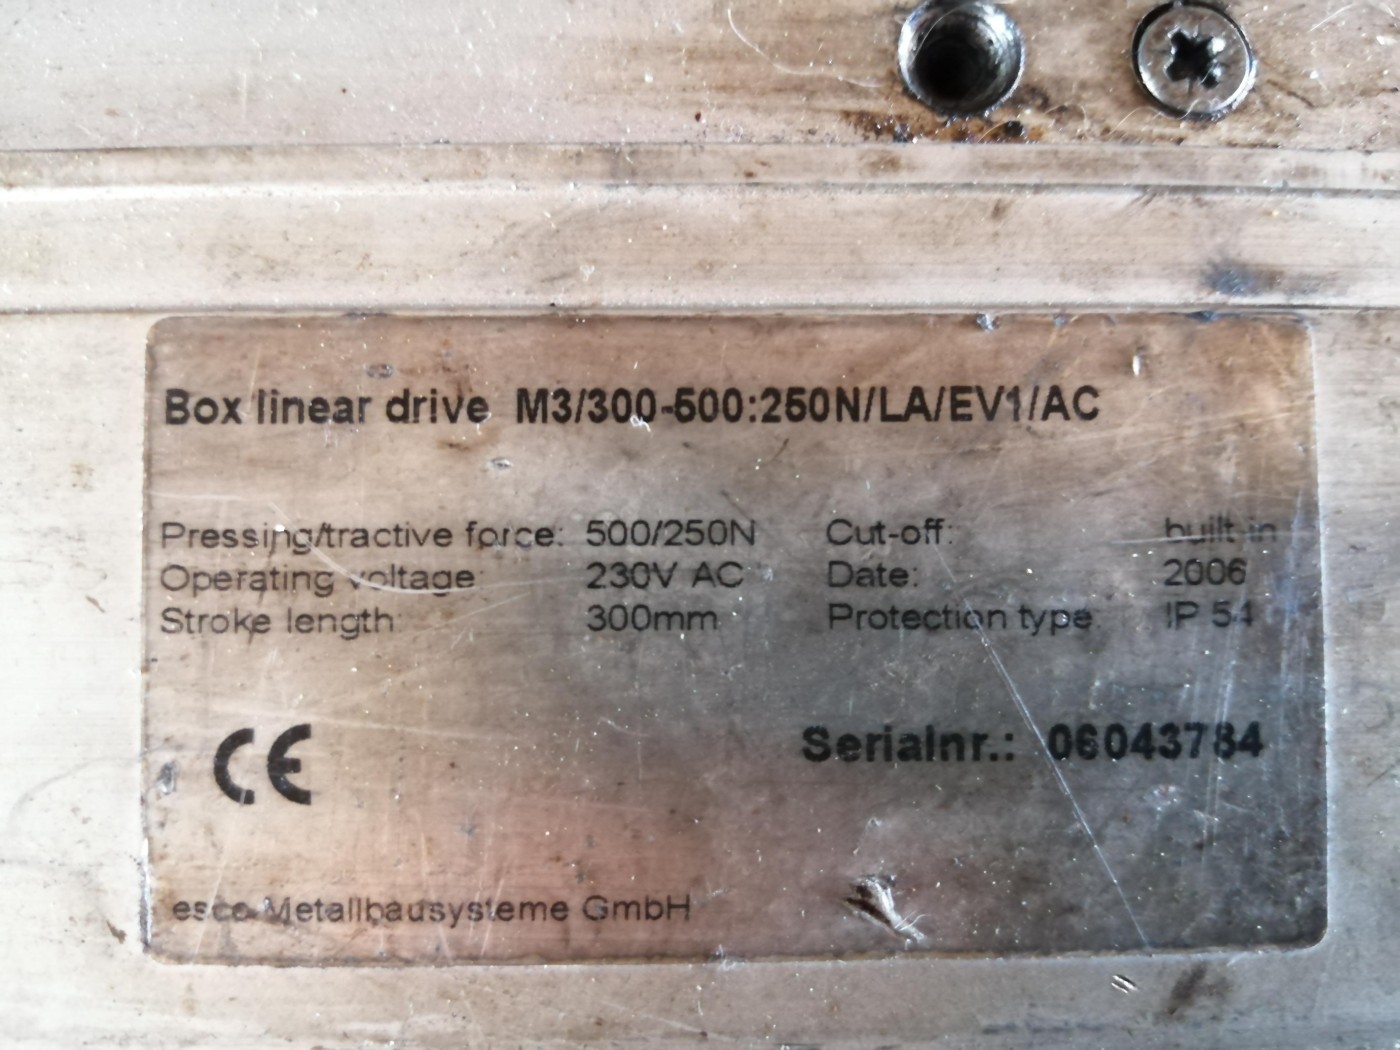 Box linear drive M3/300-500:250N/LA/EV1/AC
Pressing/tractive force: 500/250N Cut-off: built-in
Operating voltage: 230V AC Date: 2006
Stroke length: 300mm Protection type: IP 54
CE
Serialnr.: 06043784
esco Metallbausysteme GmbH